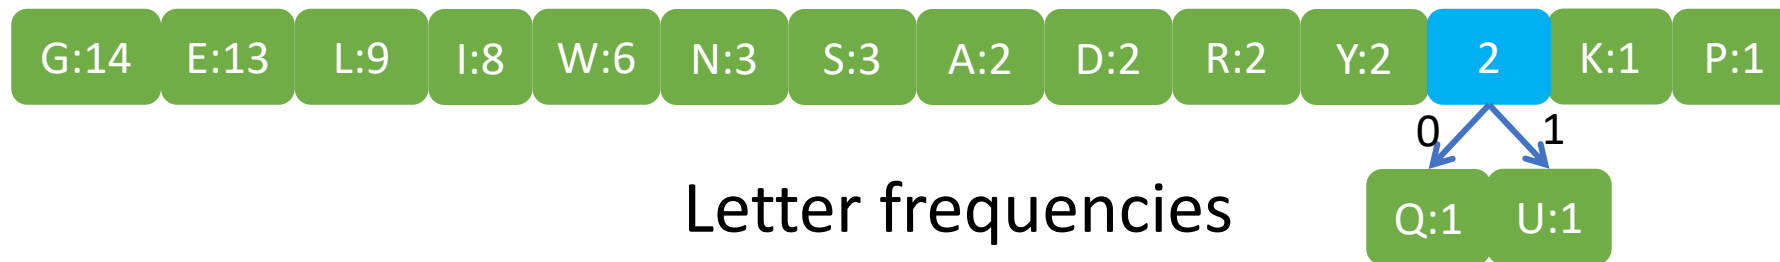 G:14 E:13 L:9 I:8 W:6 N:3 S:3 A:2 D:2 R:2 Y:2 2 K:1 P:1
0 1
Letter frequencies Q:1 U:1